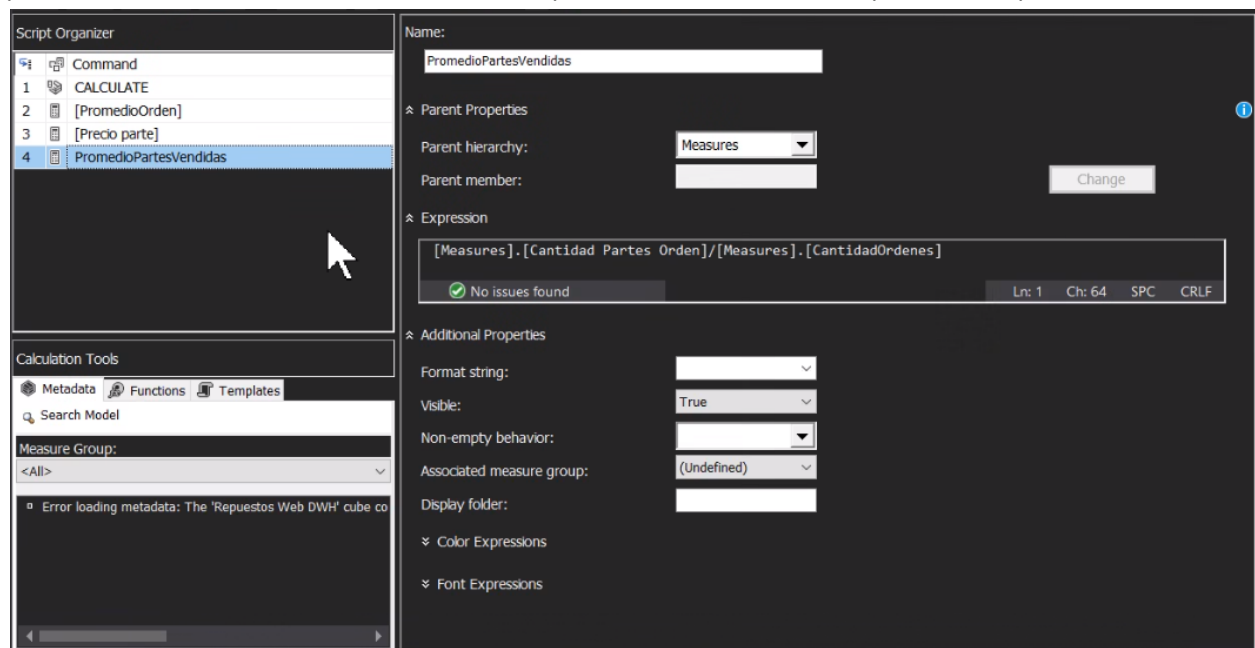 Script Organizer
Command
1 CALCULATE
2 [PromedioOrden]
3 [Precio parte]
4 PromedioPartesVendidas
Calculation Tools
Metadata Functions Templates
Search Model
Measure Group:
<All>
Error loading metadata: The 'Repuestos Web DWH' cube co
Name:
PromedioPartesVendidas
Parent Properties
Parent hierarchy: Measures
Parent member: Change
Expression
[Measures].[Cantidad Partes Orden]/[Measures].[CantidadOrdenes]
No issues found Ln: 1 Ch: 64 SPC CRLF
Additional Properties
Format string:
Visible: True
Non-empty behavior:
Associated measure group: (Undefined)
Display folder:
Color Expressions
Font Expressions